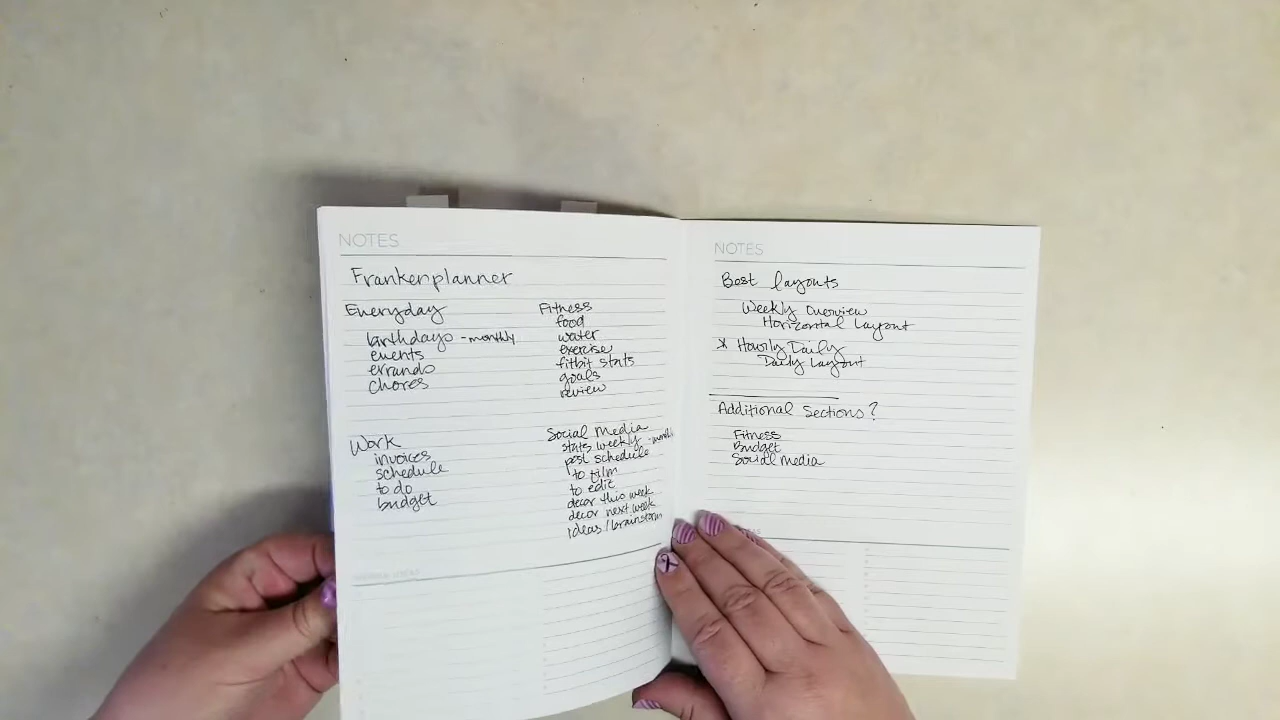 NOTES
Frankenplanner
Everyday
birthdays - monthly
events
errands
chores
Fitness
food
water
exercise
fitbit stats
goals
review
Work
invoices
schedule
to do
budget
Social Media
stats weekly - monthly
post schedule
to film
to edit
decor this week
decor next week
ideas/brainstorm
NOTES
Best layouts
Weekly Overview
Horizontal Layout
* Hourly Daily
Daily Layout
Additional Sections?
Fitness
Budget
Social Media